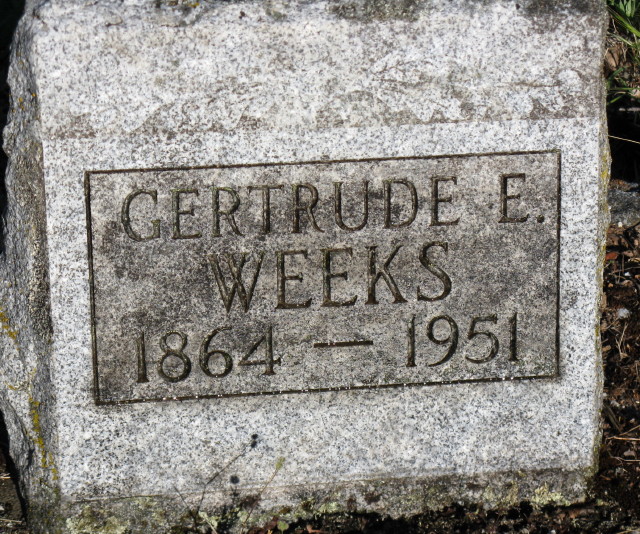 GERTRUDE E.
WEEKS
1864 — 1951